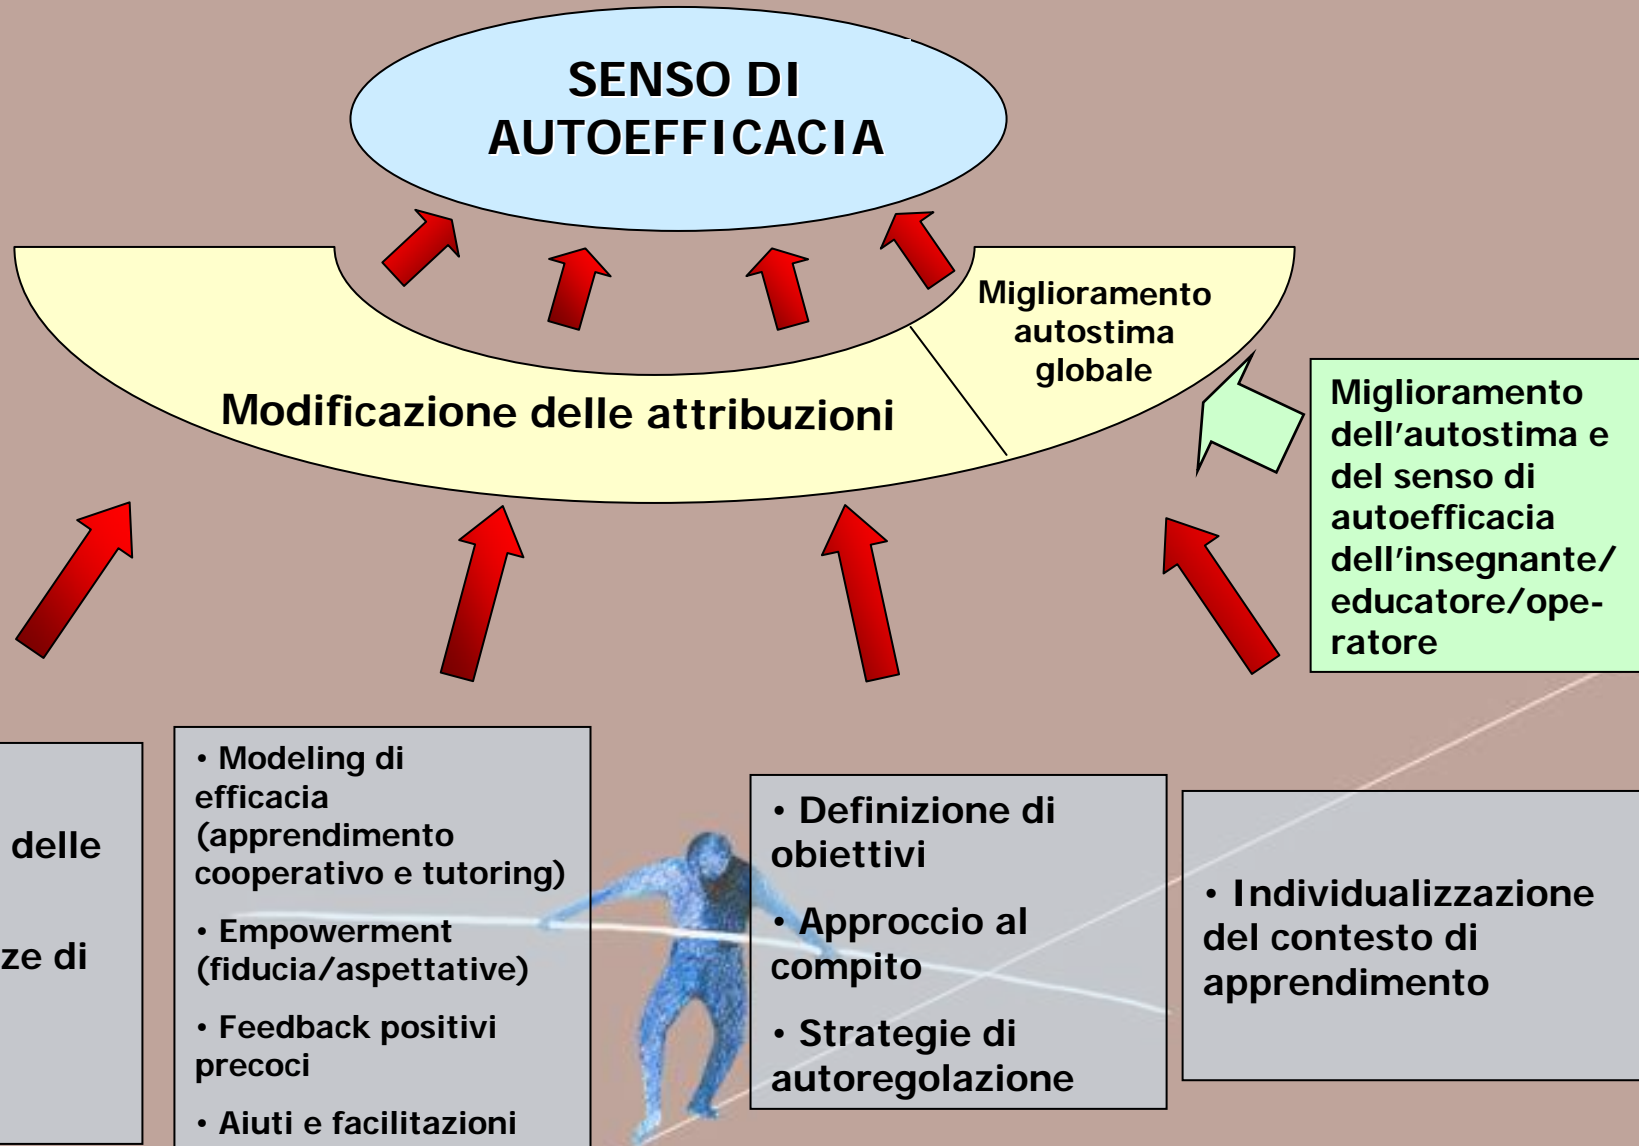 SENSO DI
AUTOEFFICACIA
Miglioramento
autostima
globale
Modificazione delle attribuzioni
Miglioramento
dell'autostima e
del senso di
autoefficacia
dell'insegnante/
educatore/ope-
ratore
delle
ze di
• Modeling di
efficacia
(apprendimento
cooperativo e tutoring)
• Empowerment
(fiducia/aspettative)
• Feedback positivi
precoci
• Aiuti e facilitazioni
• Definizione di
obiettivi
• Approccio al
compito
• Strategie di
autoregolazione
• Individualizzazione
del contesto di
apprendimento